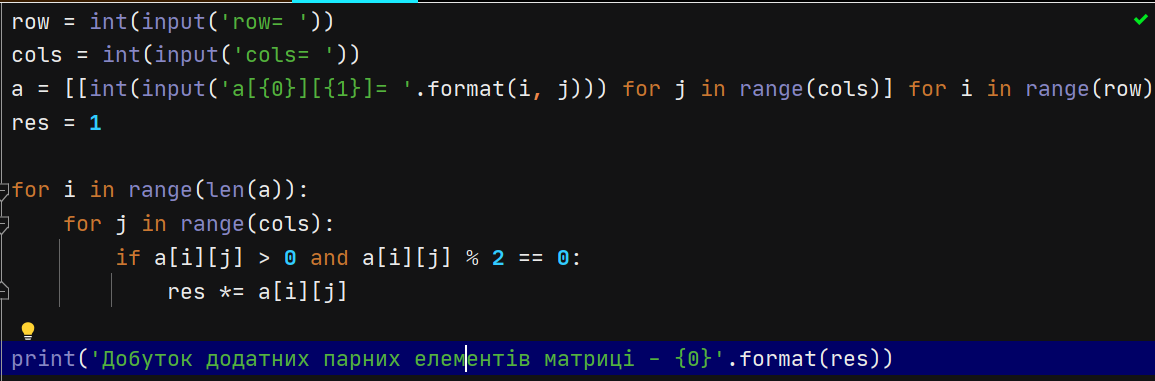 row = int(input('row= '))
cols = int(input('cols= '))
a = [[int(input('a[{0}][{1}]= '.format(i, j))) for j in range(cols)] for i in range(row)
res = 1
for i in range(len(a)):
    for j in range(cols):
        if a[i][j] > 0 and a[i][j] % 2 == 0:
            res *= a[i][j]
print('Добуток додатних парних елементів матриці - {0}'.format(res))